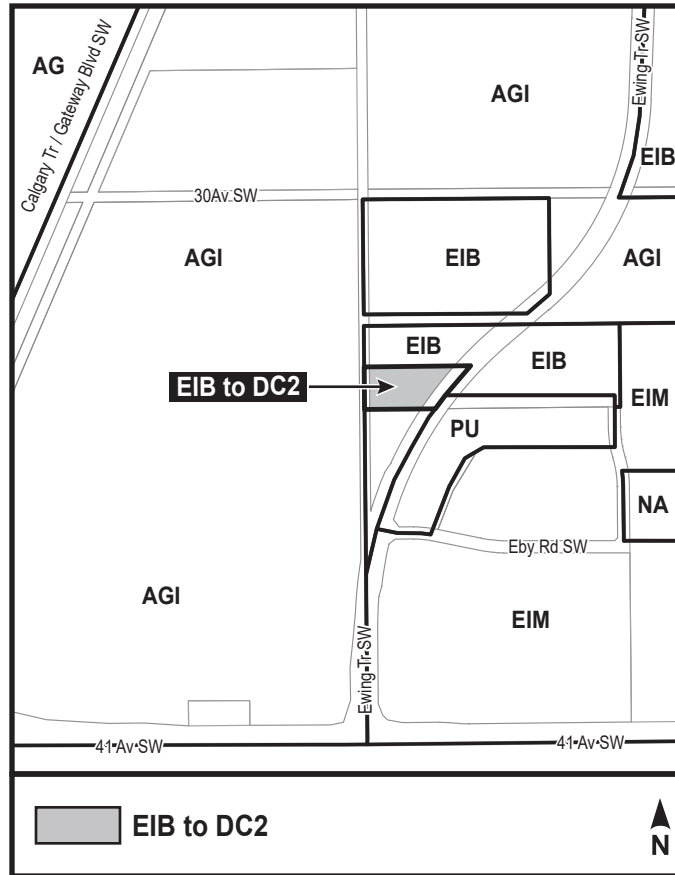 AG
Calgary Tr / Gateway Blvd SW
AGI
Ewing Tr SW
EIB
30Av SW
AGI
EIB
AGI
EIB
EIB
EIB to DC2
EIM
PU
NA
Eby Rd SW
AGI
EIM
Ewing Tr SW
41 Av SW
41 Av SW
EIB to DC2
N